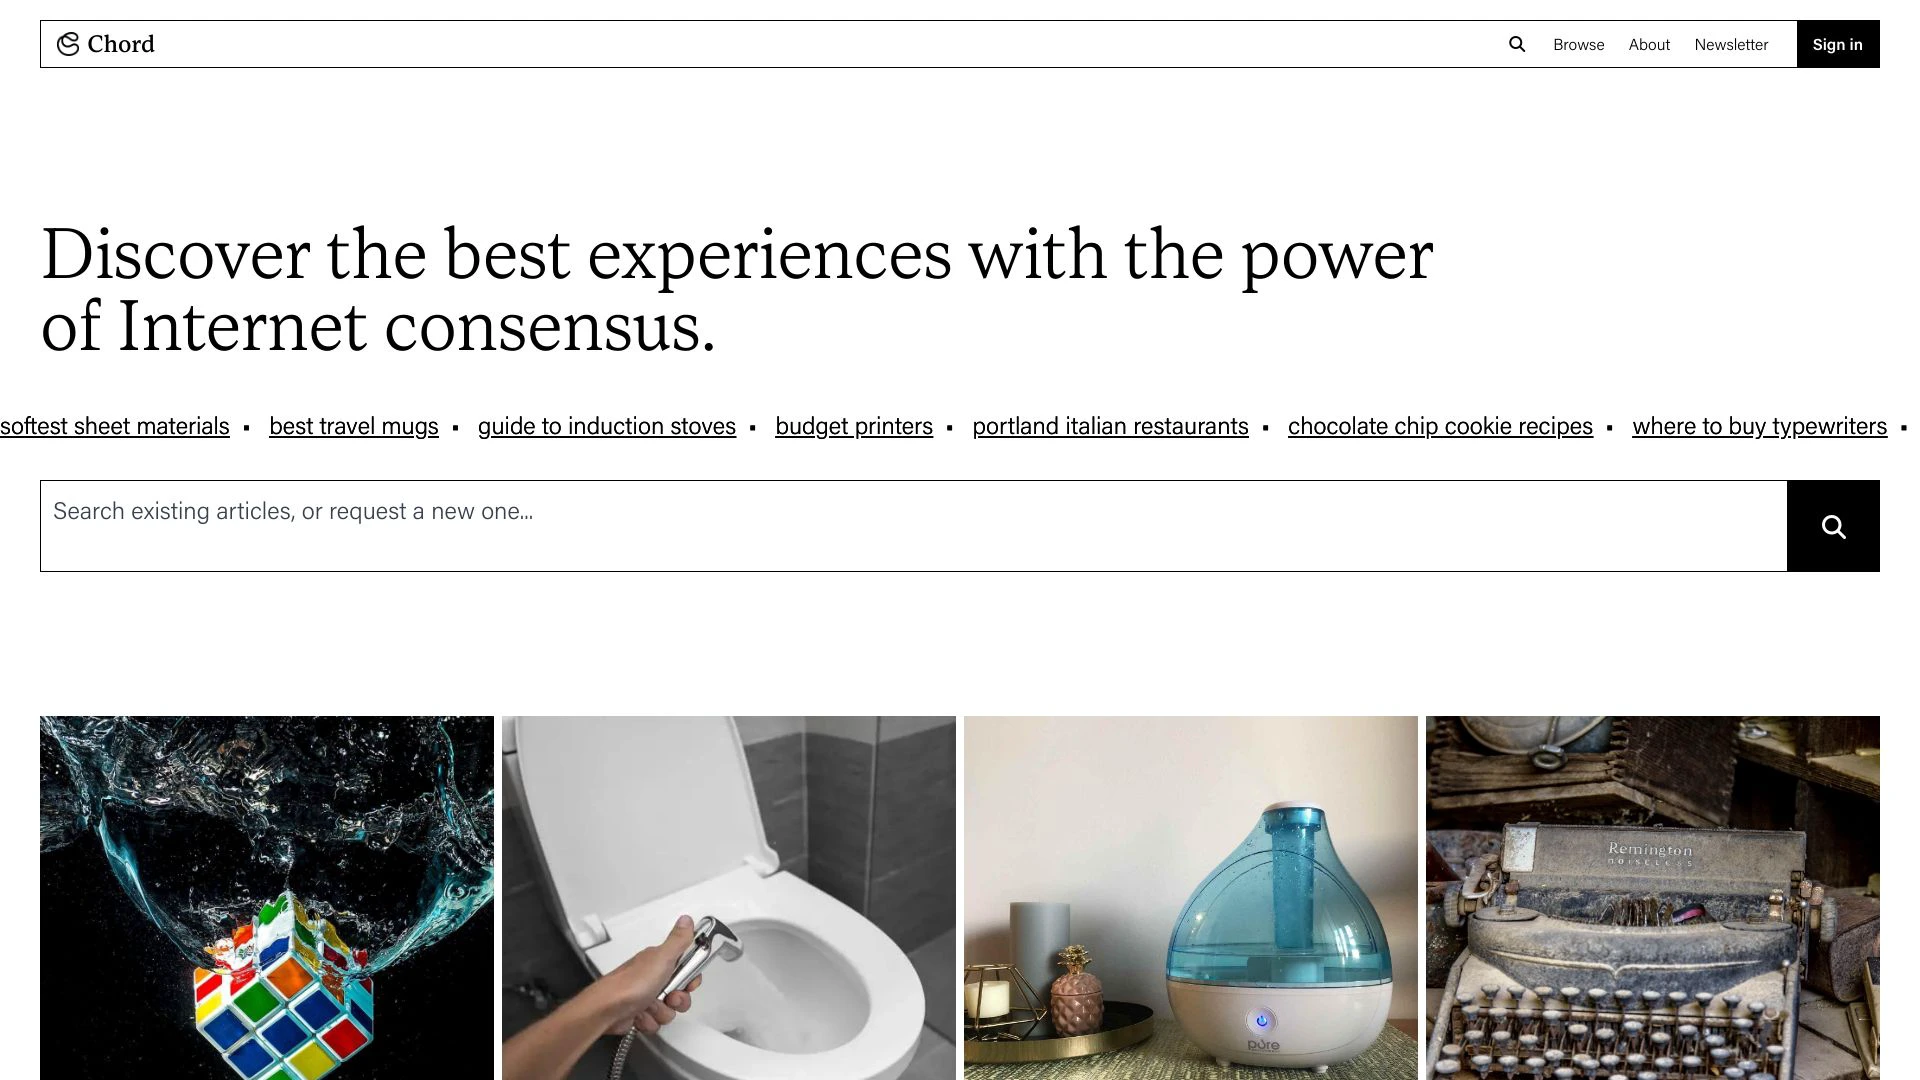 Chord
Browse About Newsletter Sign in
Discover the best experiences with the power
of Internet consensus.
softest sheet materials ▪ best travel mugs ▪ guide to induction stoves ▪ budget printers ▪ portland italian restaurants ▪ chocolate chip cookie recipes ▪ where to buy typewriters ▪
Search existing articles, or request a new one...
Remington
NOISELESS
pure